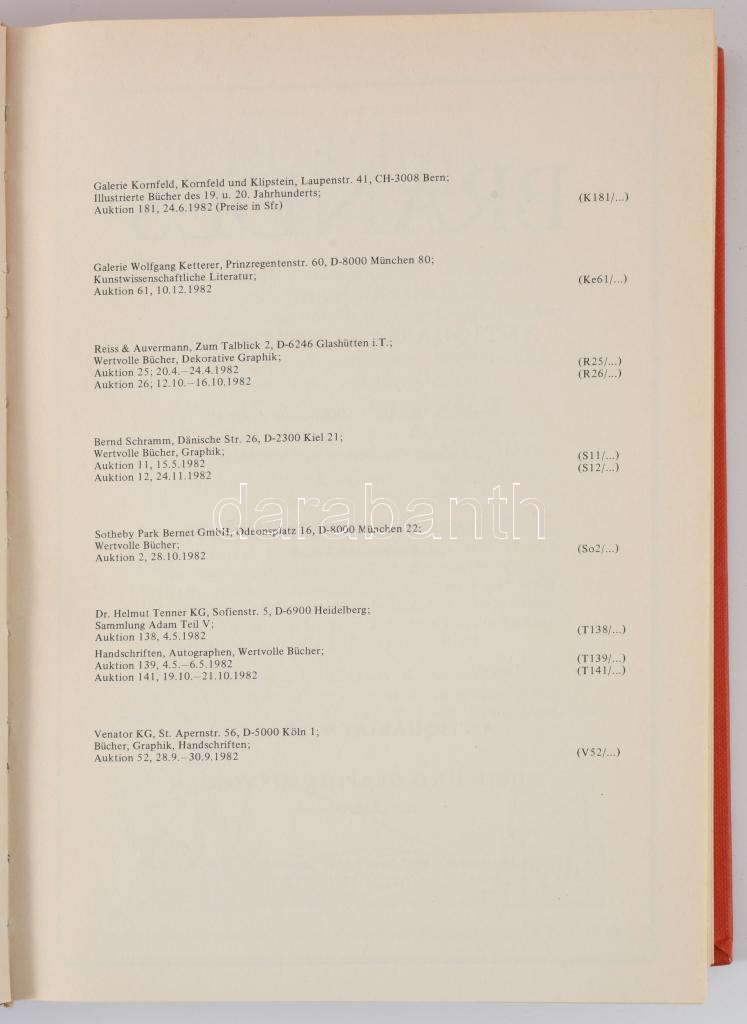 Galerie Kornfeld, Kornfeld und Klipstein, Laupenstr. 41, CH-3008 Bern;
Illustrierte Bücher des 19. u. 20. Jahrhunderts; (K181/...)
Auktion 181, 24.6.1982 (Preise in Sfr)
Galerie Wolfgang Ketterer, Prinzregentenstr. 60, D-8000 München 80;
Kunstwissenschaftliche Literatur; (Ke61/...)
Auktion 61, 10.12.1982
Reiss & Auvermann, Zum Talblick 2, D-6246 Glashütten i.T.;
Wertvolle Bücher, Dekorative Graphik;
Auktion 25; 20.4.—24.4.1982 (R25/...)
Auktion 26; 12.10.—16.10.1982 (R26/...)
Bernd Schramm, Dänische Str. 26, D-2300 Kiel 21;
Wertvolle Bücher, Graphik;
Auktion 11, 15.5.1982 (S11/...)
Auktion 12, 24.11.1982 (S12/...)
darabanth
Sotheby Park Bernet GmbH, Odeonsplatz 16, D-8000 München 22;
Wertvolle Bücher;
Auktion 2, 28.10.1982 (So2/...)
Dr. Helmut Tenner KG, Sofienstr. 5, D-6900 Heidelberg;
Sammlung Adam Teil V;
Auktion 138, 4.5.1982 (T138/...)
Handschriften, Autographen, Wertvolle Bücher;
Auktion 139, 4.5.—6.5.1982 (T139/...)
Auktion 141, 19.10.—21.10.1982 (T141/...)
Venator KG, St. Apernstr. 56, D-5000 Köln 1;
Bücher, Graphik, Handschriften;
Auktion 52, 28.9.—30.9.1982 (V52/...)